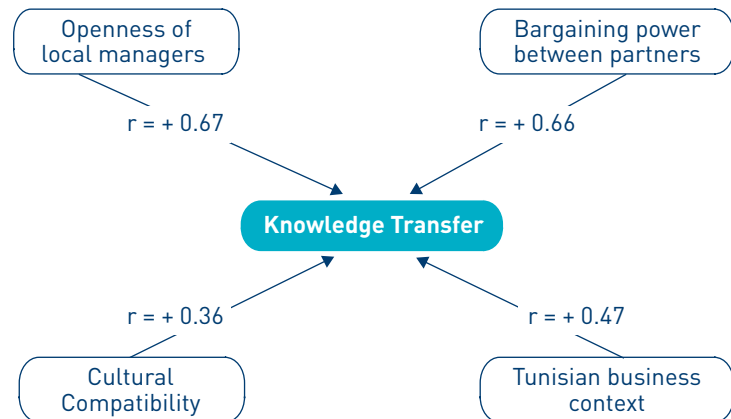 Openness of
local managers
Bargaining power
between partners
r = + 0.67
r = + 0.66
Knowledge Transfer
r = + 0.36
r = + 0.47
Cultural
Compatibility
Tunisian business
context